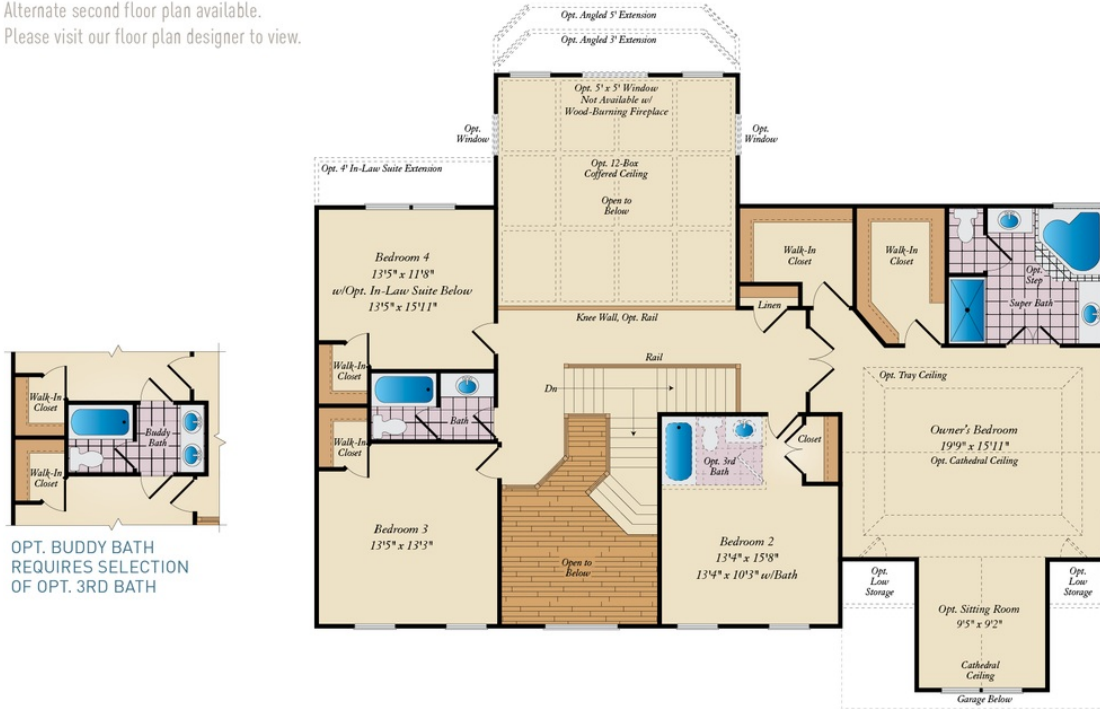 Alternate second floor plan available.
Please visit our floor plan designer to view.
Opt. Angled 5' Extension
Opt. Angled 3' Extension
Opt. 5' x 5' Window
Not Available w/
Wood-Burning Fireplace
Opt.
Window
Opt.
Window
Opt. 12-Box
Coffered Ceiling
Open to
Below
Opt. 4' In-Law Suite Extension
Bedroom 4
13'5" x 11'8"
w/Opt. In-Law Suite Below
13'5" x 15'11"
Walk-In
Closet
Walk-In
Closet
Opt.
Step
Super Bath
Linen
Knee Wall, Opt. Rail
Rail
Dn
Walk-In
Closet
Bath
Walk-In
Closet
Opt. Tray Ceiling
Owner's Bedroom
19'9" x 15'11"
Opt. Cathedral Ceiling
Closet
Opt. 3rd
Bath
Walk-In
Closet
Buddy
Bath
Walk-In
Closet
OPT. BUDDY BATH
REQUIRES SELECTION
OF OPT. 3RD BATH
Bedroom 3
13'5" x 13'3"
Open to
Below
Bedroom 2
13'4" x 15'8"
13'4" x 10'3" w/Bath
Opt.
Low
Storage
Opt.
Low
Storage
Opt. Sitting Room
9'5" x 9'2"
Cathedral
Ceiling
Garage Below